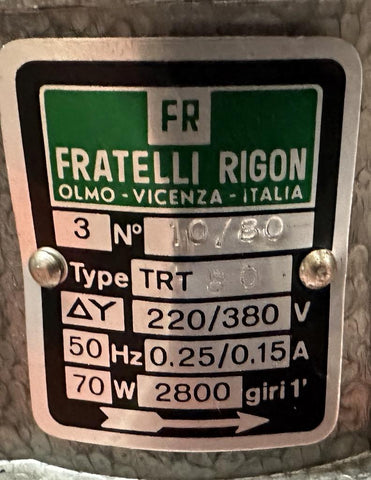 FR
FRATELLI RIGON
OLMO - VICENZA - ITALIA
3 Nº 10/80
Type TRT 80
ΔY 220/380 V
50 Hz 0.25/0.15 A
70 W 2800 giri 1'